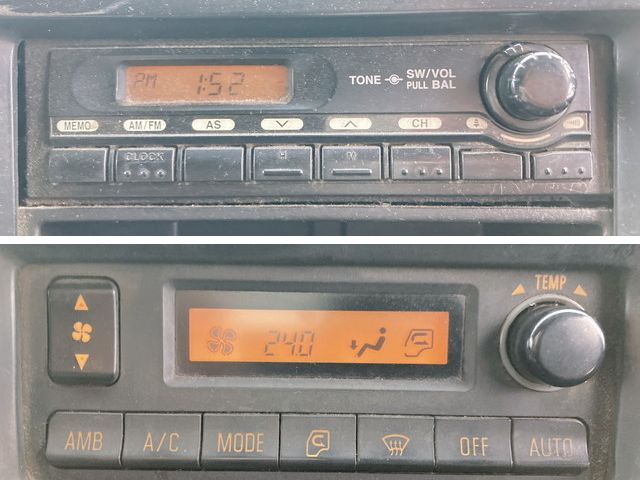 PM 1:52
TONE SW/VOL
PULL BAL
MEMO AM/FM AS CH
CLOCK H M
TEMP
24.0
AMB A/C MODE OFF AUTO